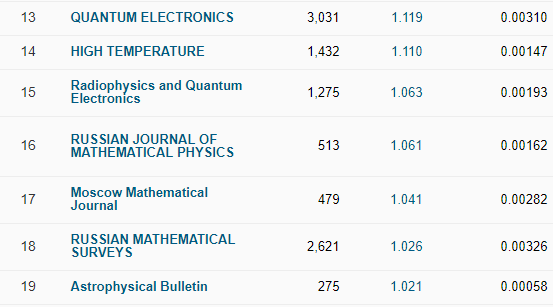 13 QUANTUM ELECTRONICS 3,031 1.119 0.00310
14 HIGH TEMPERATURE 1,432 1.110 0.00147
15 Radiophysics and Quantum Electronics 1,275 1.063 0.00193
16 RUSSIAN JOURNAL OF MATHEMATICAL PHYSICS 513 1.061 0.00162
17 Moscow Mathematical Journal 479 1.041 0.00282
18 RUSSIAN MATHEMATICAL SURVEYS 2,621 1.026 0.00326
19 Astrophysical Bulletin 275 1.021 0.00058